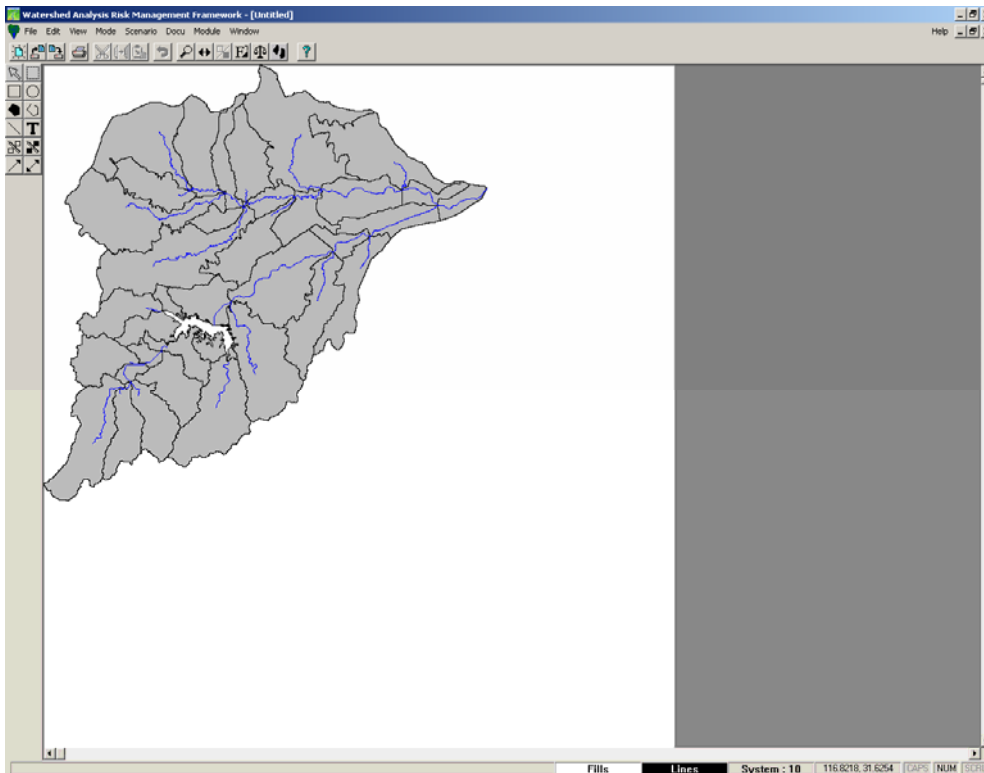 Watershed Analysis Risk Management Framework - [Untitled]
File Edit View Mode Scenario Docu Module Window Help
F
?
T
Fills Lines System : 10 116.8218, 31.6254 CAPS NUM SCR